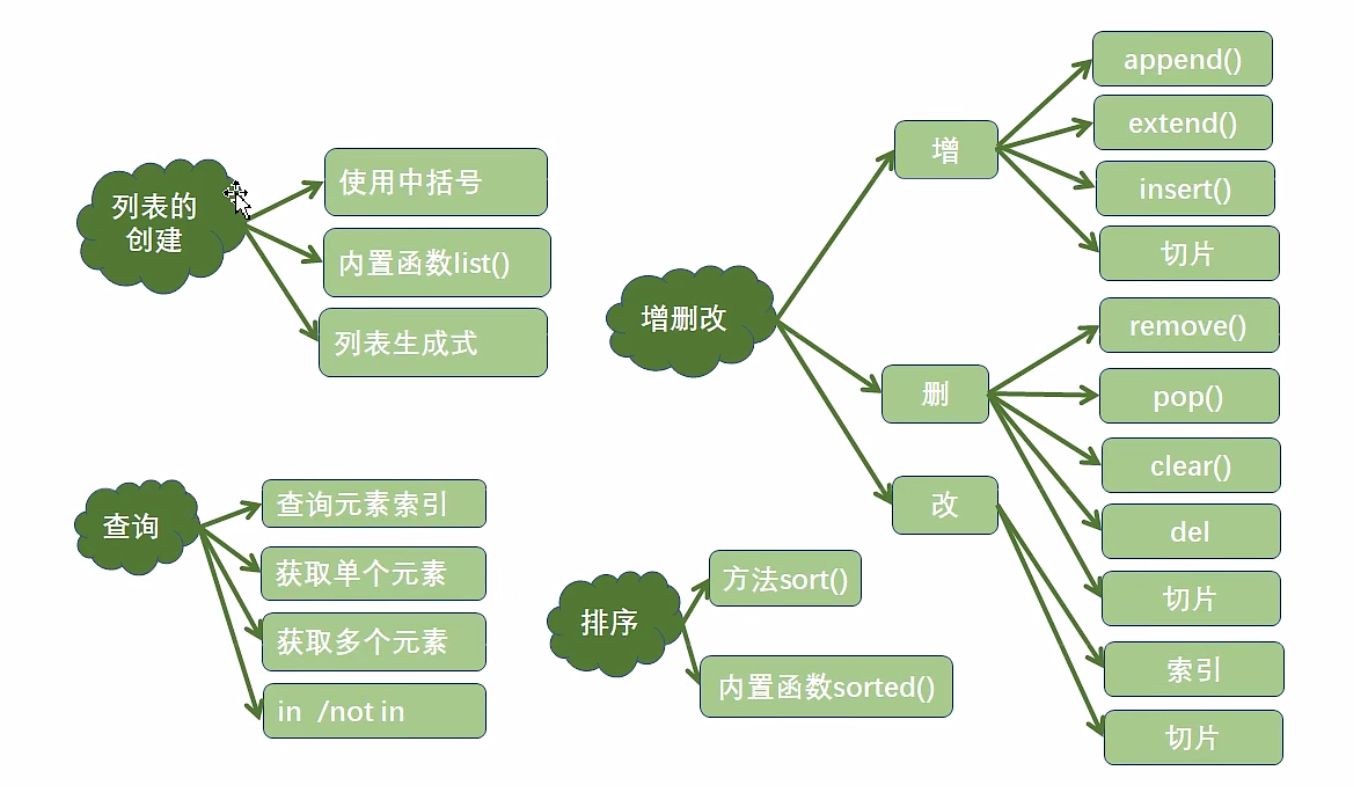 列表的
创建
使用中括号
内置函数list()
列表生成式
查询
查询元素索引
获取单个元素
获取多个元素
in /not in
增删改
增
append()
extend()
insert()
切片
删
remove()
pop()
clear()
del
切片
改
索引
切片
排序
方法sort()
内置函数sorted()